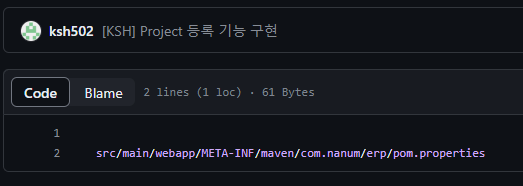 ksh502 [KSH] Project 등록 기능 구현
Code Blame 2 lines (1 loc) · 61 Bytes
1
2 src/main/webapp/META-INF/maven/com.nanum/erp/pom.properties